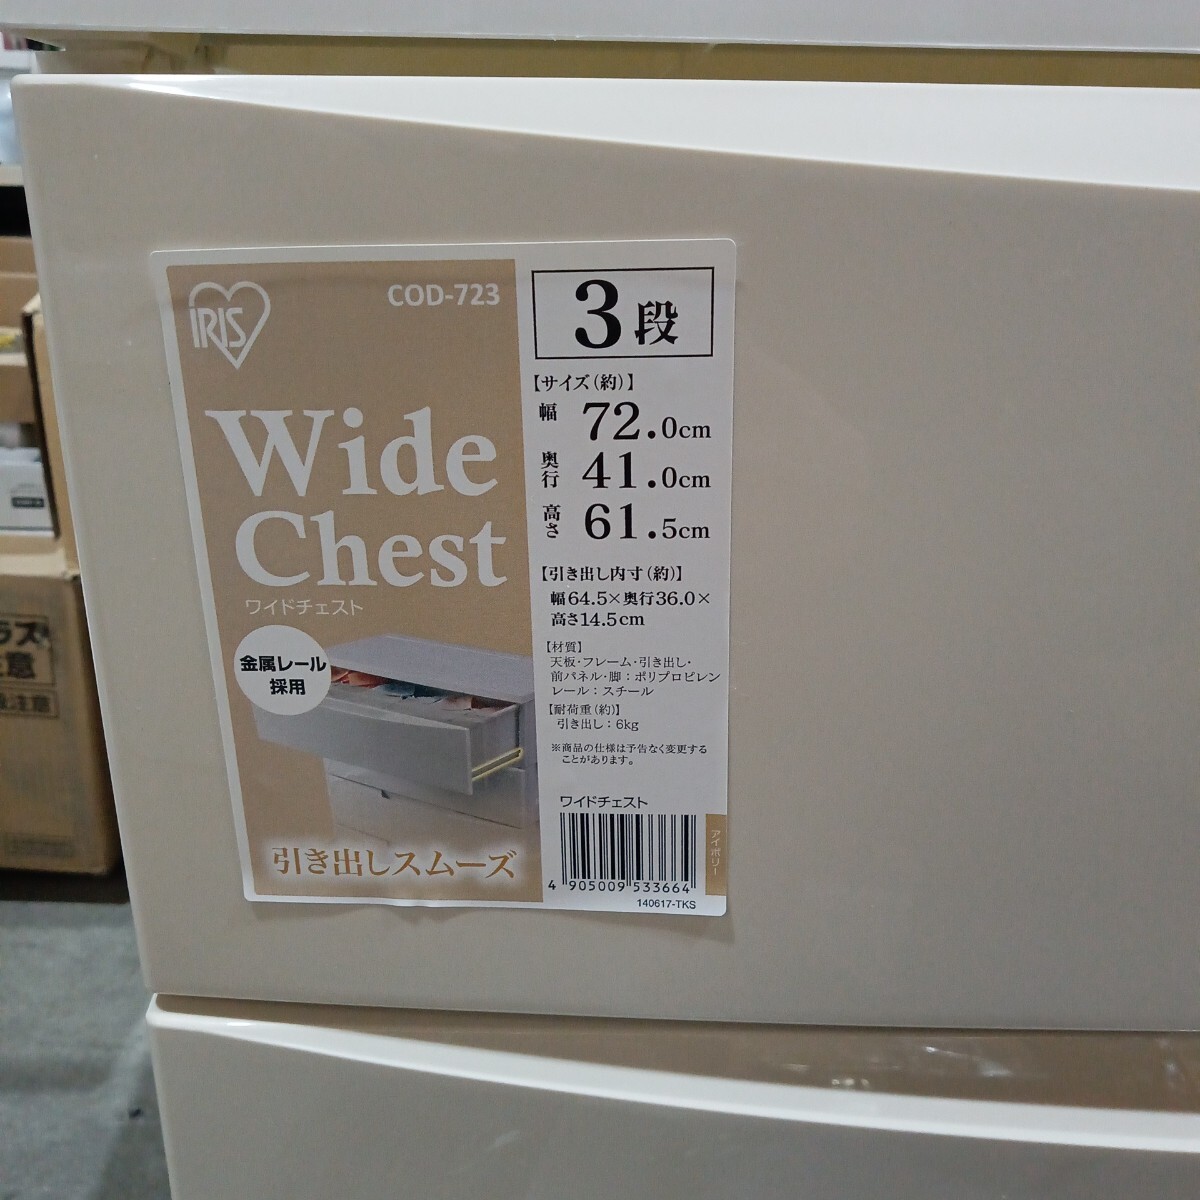 IRIS
COD-723
Wide
Chest
ワイドチェスト
金属レール
採用
引き出しスムーズ
3段
【サイズ(約)】
幅 72.0cm
奥行 41.0cm
高さ 61.5cm
【引き出し内寸(約)】
幅64.5×奥行36.0×
高さ14.5cm
【材質】
天板・フレーム・引き出し・
前パネル・脚:ポリプロピレン
レール:スチール
【耐荷重(約)】
引き出し:6kg
※商品の仕様は予告なく変更する
ことがあります。
ワイドチェスト
アイボリー
4 905009 533664
140617-TKS
ラス
注意